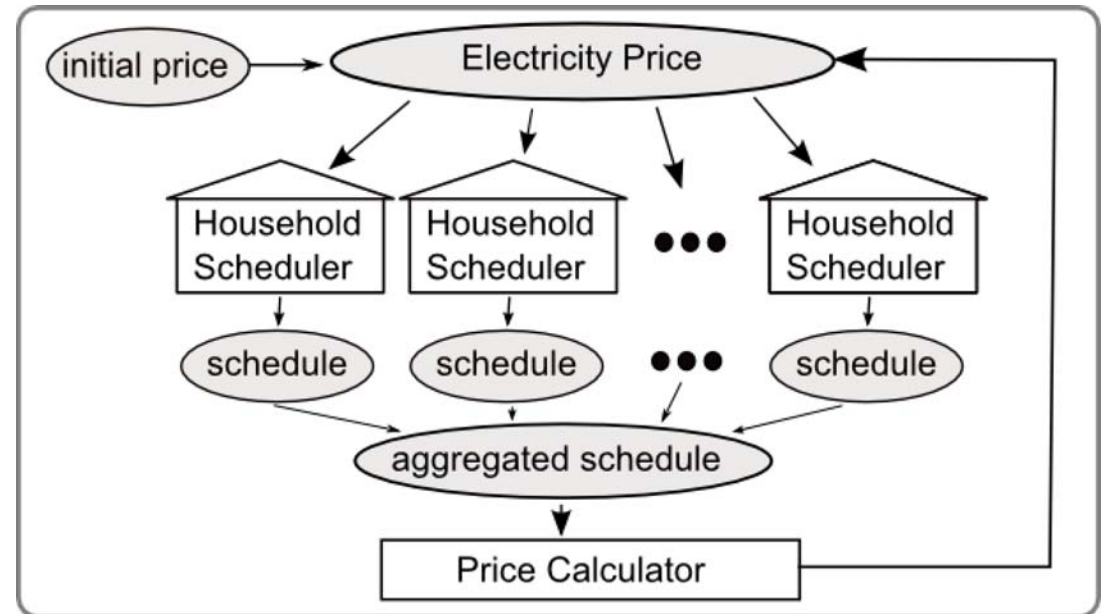 initial price
Electricity Price
Household
Scheduler
Household
Scheduler
Household
Scheduler
schedule
schedule
schedule
aggregated schedule
Price Calculator